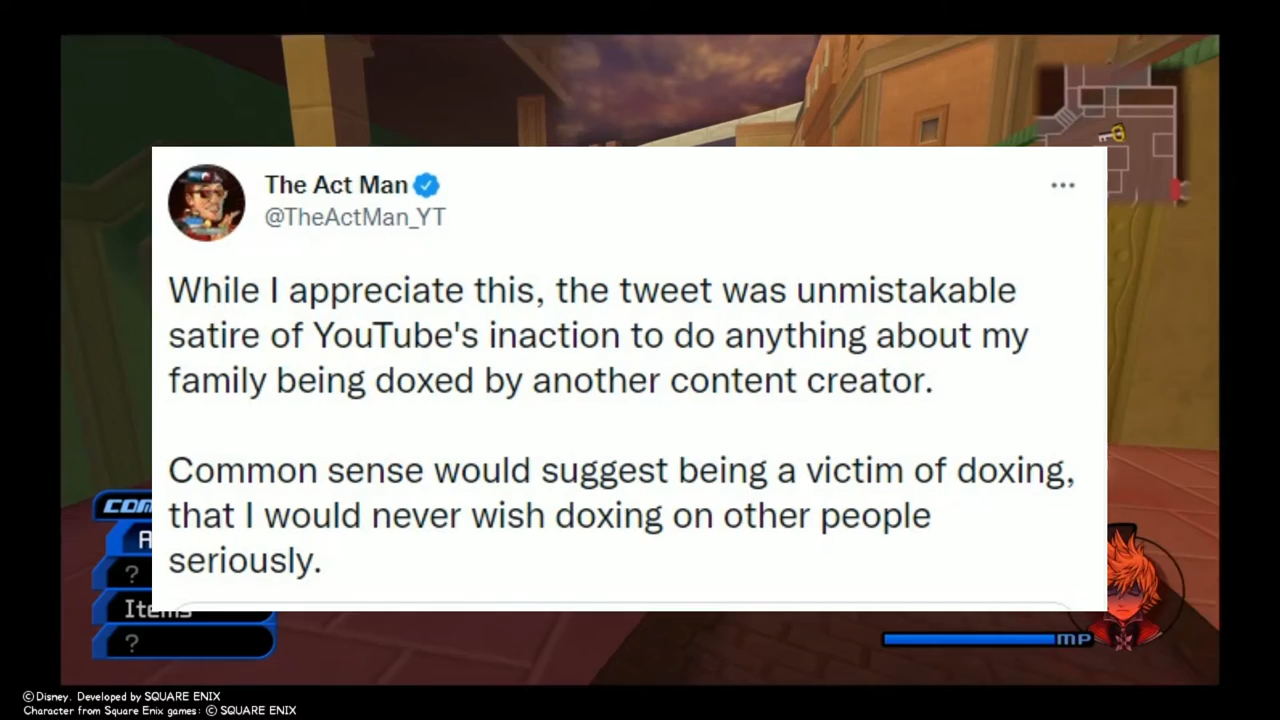 The Act Man
@TheActMan_YT
While I appreciate this, the tweet was unmistakable
satire of YouTube's inaction to do anything about my
family being doxed by another content creator.
Common sense would suggest being a victim of doxing,
that I would never wish doxing on other people
seriously.
COM
A
?
Items
?
MP
©Disney. Developed by SQUARE ENIX
Character from Square Enix games: © SQUARE ENIX